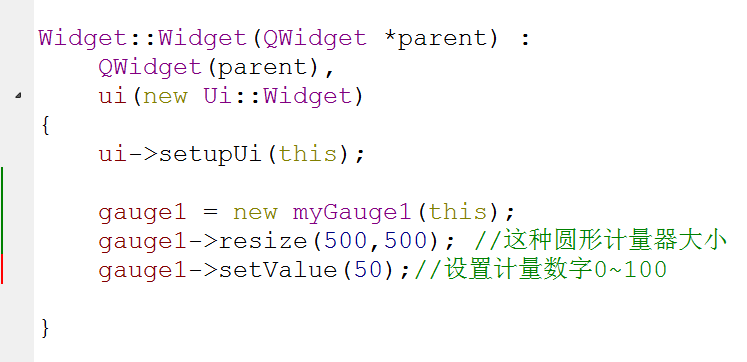 Widget::Widget(QWidget *parent) :
    QWidget(parent),
    ui(new Ui::Widget)
{
    ui->setupUi(this);

    gauge1 = new myGauge1(this);
    gauge1->resize(500,500); //这种圆形计量器大小
    gauge1->setValue(50);//设置计量数字0~100

}